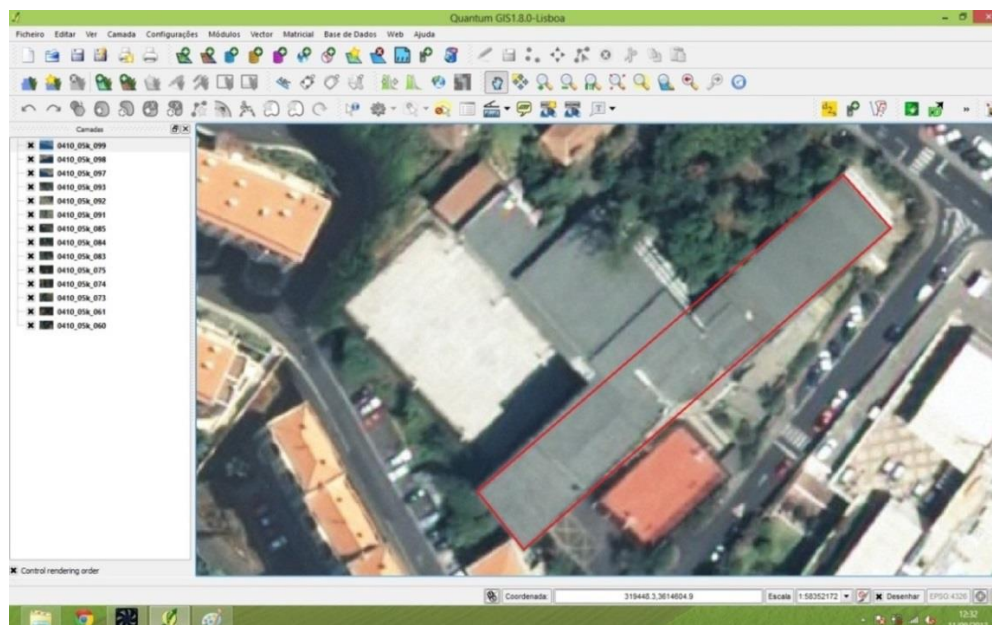 Quantum GIS1.8.0-Lisboa
Ficheiro Editar Ver Camada Configurações Módulos Vector Matricial Base de Dados Web Ajuda
Camadas
0410_05k_099
0410_05k_098
0410_05k_097
0410_05k_093
0410_05k_092
0410_05k_091
0410_05k_085
0410_05k_084
0410_05k_083
0410_05k_075
0410_05k_074
0410_05k_073
0410_05k_061
0410_05k_060
Control rendering order
Coordenada: 319448.3,3614604.9 Escala 1:58352172 Desenhar EPSG:4326
12:32